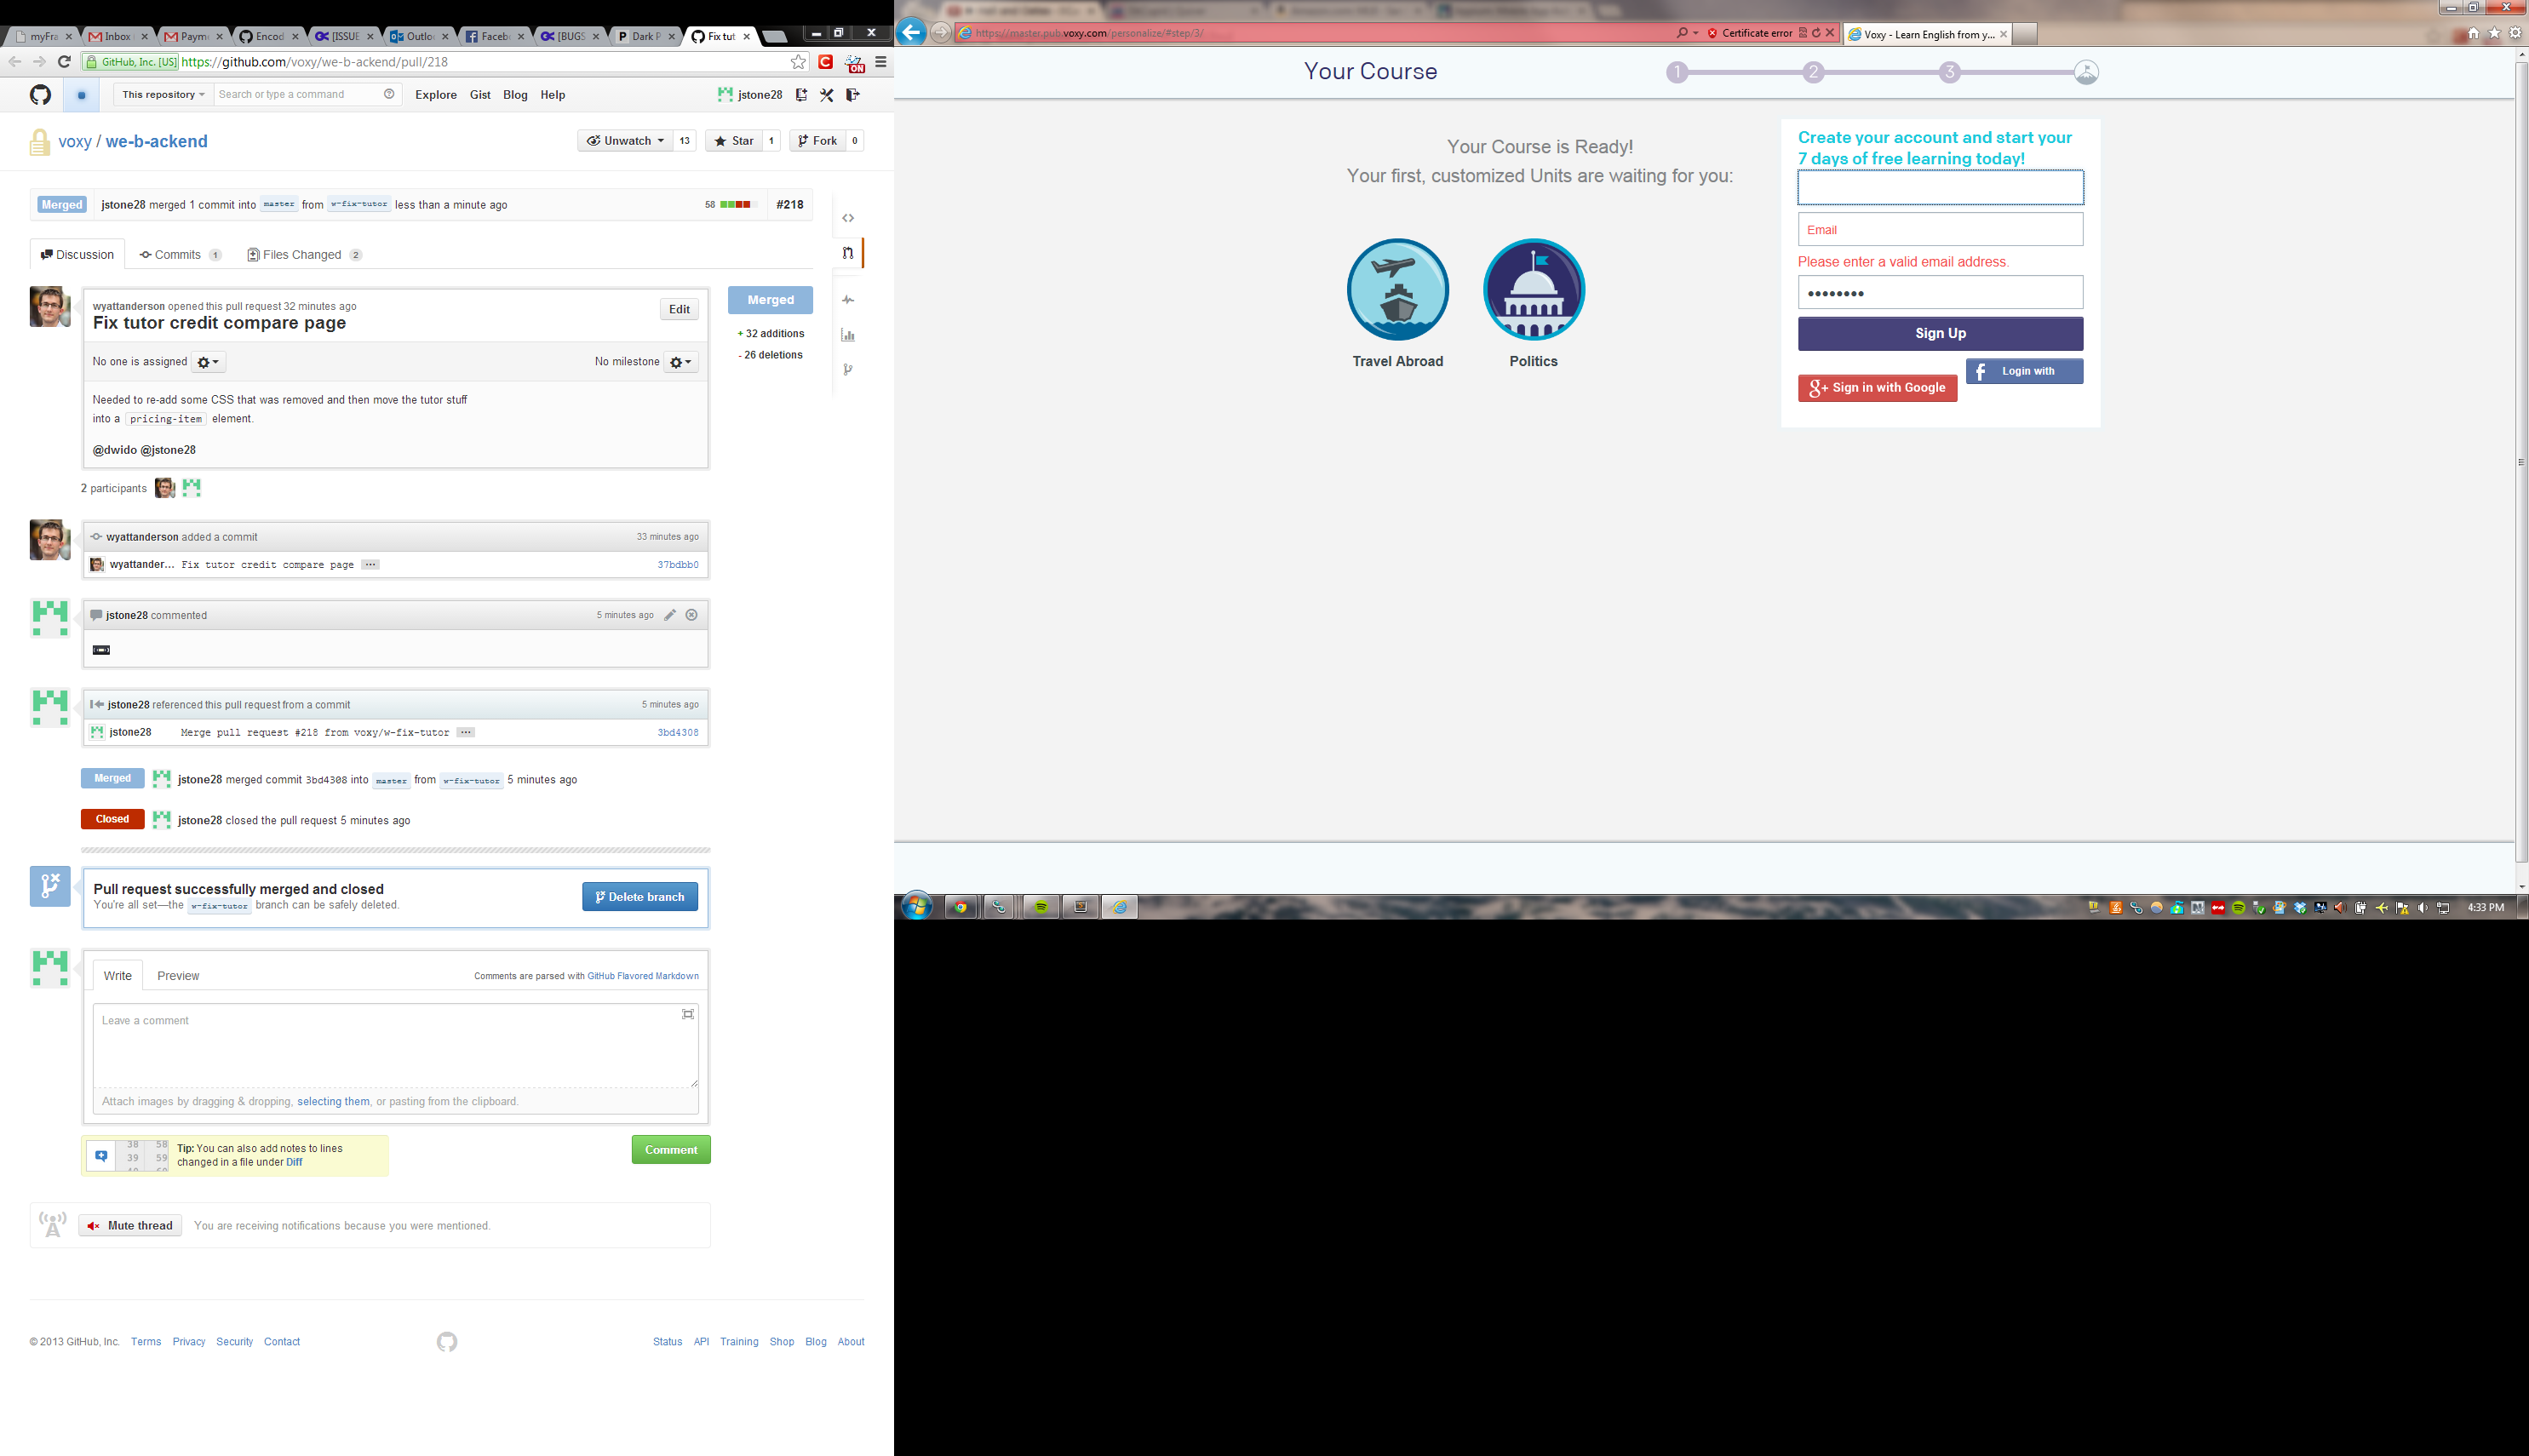 myFra
Inbox
Payme
Encod
[ISSUE
Outloo
Facebo
[BUGS
Dark P
Fix tut
GitHub, Inc. [US] https://github.com/voxy/we-b-ackend/pull/218
ON
This repository
Search or type a command
Explore Gist Blog Help
jstone28
voxy / we-b-ackend
Unwatch 13
Star 1
Fork 0
Merged jstone28 merged 1 commit into master from w-fix-tutor less than a minute ago
58
#218
Discussion
Commits 1
Files Changed 2
wyattanderson opened this pull request 32 minutes ago
Fix tutor credit compare page
Edit
Merged
+ 32 additions
- 26 deletions
No one is assigned
No milestone
Needed to re-add some CSS that was removed and then move the tutor stuff
into a pricing-item element.
@dwido @jstone28
2 participants
wyattanderson added a commit
33 minutes ago
wyattander... Fix tutor credit compare page ...
37bdbb0
jstone28 commented
5 minutes ago
jstone28 referenced this pull request from a commit
5 minutes ago
jstone28 Merge pull request #218 from voxy/w-fix-tutor ...
3bd4308
Merged jstone28 merged commit 3bd4308 into master from w-fix-tutor 5 minutes ago
Closed jstone28 closed the pull request 5 minutes ago
Pull request successfully merged and closed
You're all set—the w-fix-tutor branch can be safely deleted.
Delete branch
Write Preview
Comments are parsed with GitHub Flavored Markdown
Leave a comment
Attach images by dragging & dropping, selecting them, or pasting from the clipboard.
38 58
39 59
Tip: You can also add notes to lines
changed in a file under Diff
Comment
Mute thread
You are receiving notifications because you were mentioned.
© 2013 GitHub, Inc. Terms Privacy Security Contact
Status API Training Shop Blog About
https://master.pub.voxy.com/personalize/#step/3/
Certificate error
Voxy - Learn English from y...
Your Course
1 2 3
Your Course is Ready!
Your first, customized Units are waiting for you:
Travel Abroad
Politics
Create your account and start your
7 days of free learning today!
Email
Please enter a valid email address.
Sign Up
Sign in with Google
Login with
4:33 PM